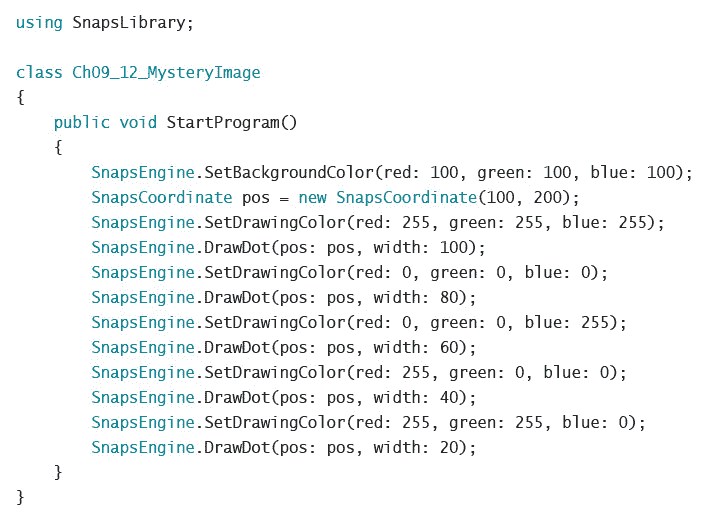 using SnapsLibrary;

class Ch09_12_MysteryImage
{
    public void StartProgram()
    {
        SnapsEngine.SetBackgroundColor(red: 100, green: 100, blue: 100);
        SnapsCoordinate pos = new SnapsCoordinate(100, 200);
        SnapsEngine.SetDrawingColor(red: 255, green: 255, blue: 255);
        SnapsEngine.DrawDot(pos: pos, width: 100);
        SnapsEngine.SetDrawingColor(red: 0, green: 0, blue: 0);
        SnapsEngine.DrawDot(pos: pos, width: 80);
        SnapsEngine.SetDrawingColor(red: 0, green: 0, blue: 255);
        SnapsEngine.DrawDot(pos: pos, width: 60);
        SnapsEngine.SetDrawingColor(red: 255, green: 0, blue: 0);
        SnapsEngine.DrawDot(pos: pos, width: 40);
        SnapsEngine.SetDrawingColor(red: 255, green: 255, blue: 0);
        SnapsEngine.DrawDot(pos: pos, width: 20);
    }
}